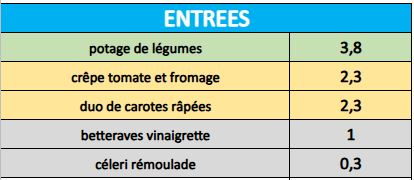 ENTREES
potage de légumes 3,8
crêpe tomate et fromage 2,3
duo de carotes râpées 2,3
betteraves vinaigrette 1
céleri rémoulade 0,3